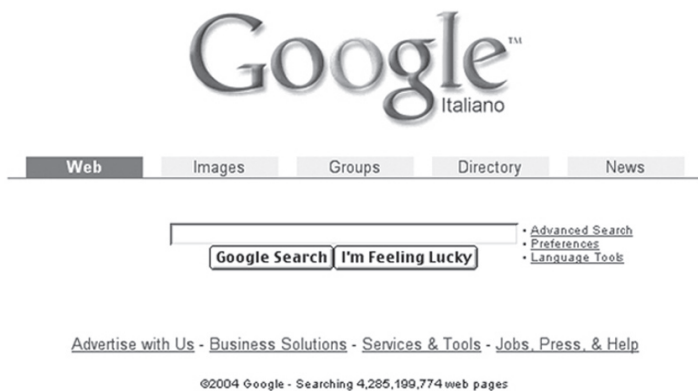 Google™
Italiano
Web Images Groups Directory News
• Advanced Search
• Preferences
Google Search I'm Feeling Lucky • Language Tools
Advertise with Us - Business Solutions - Services & Tools - Jobs, Press, & Help
©2004 Google - Searching 4,285,199,774 web pages